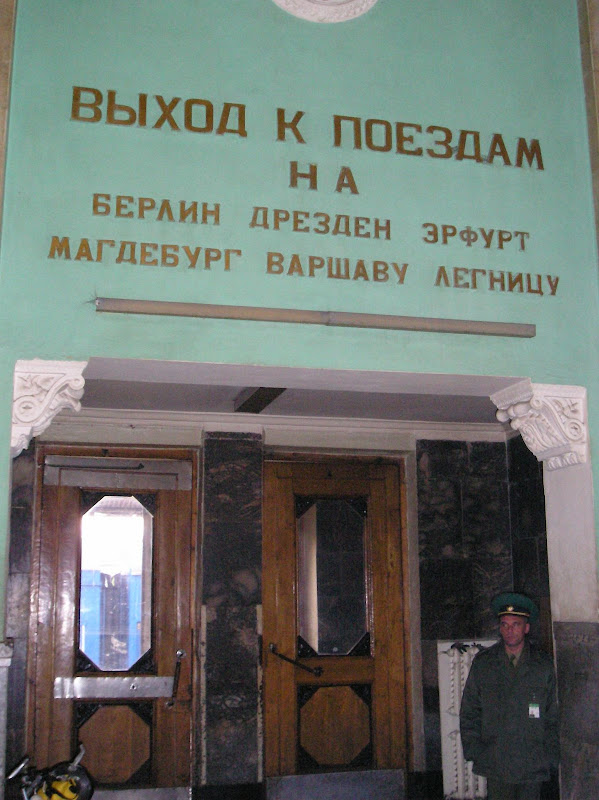 ВЫХОД К ПОЕЗДАМ
НА
БЕРЛИН ДРЕЗДЕН ЭРФУРТ
МАГДЕБУРГ ВАРШАВУ ЛЕГНИЦУ